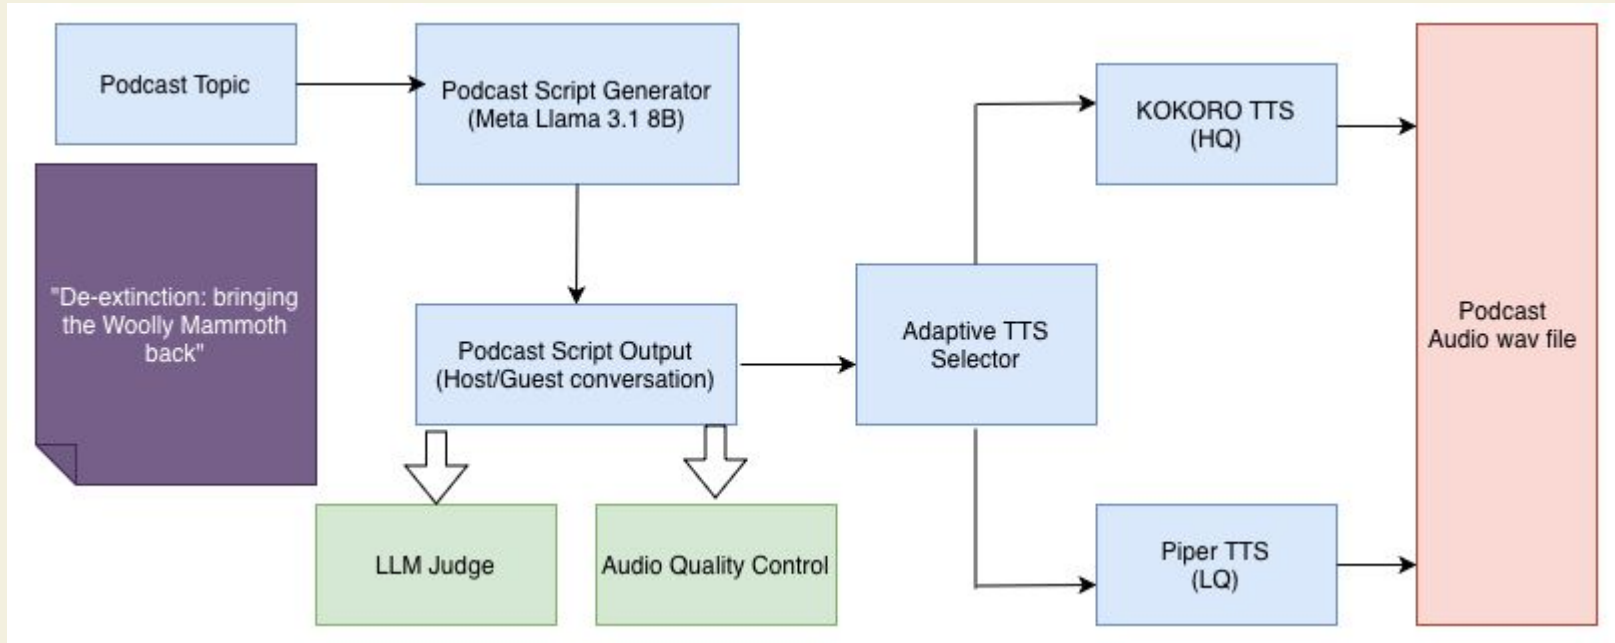 Podcast Topic
Podcast Script Generator
(Meta Llama 3.1 8B)
KOKORO TTS
(HQ)
"De-extinction: bringing
the Woolly Mammoth
back"
Podcast Script Output
(Host/Guest conversation)
Adaptive TTS
Selector
Podcast
Audio wav file
LLM Judge
Audio Quality Control
Piper TTS
(LQ)